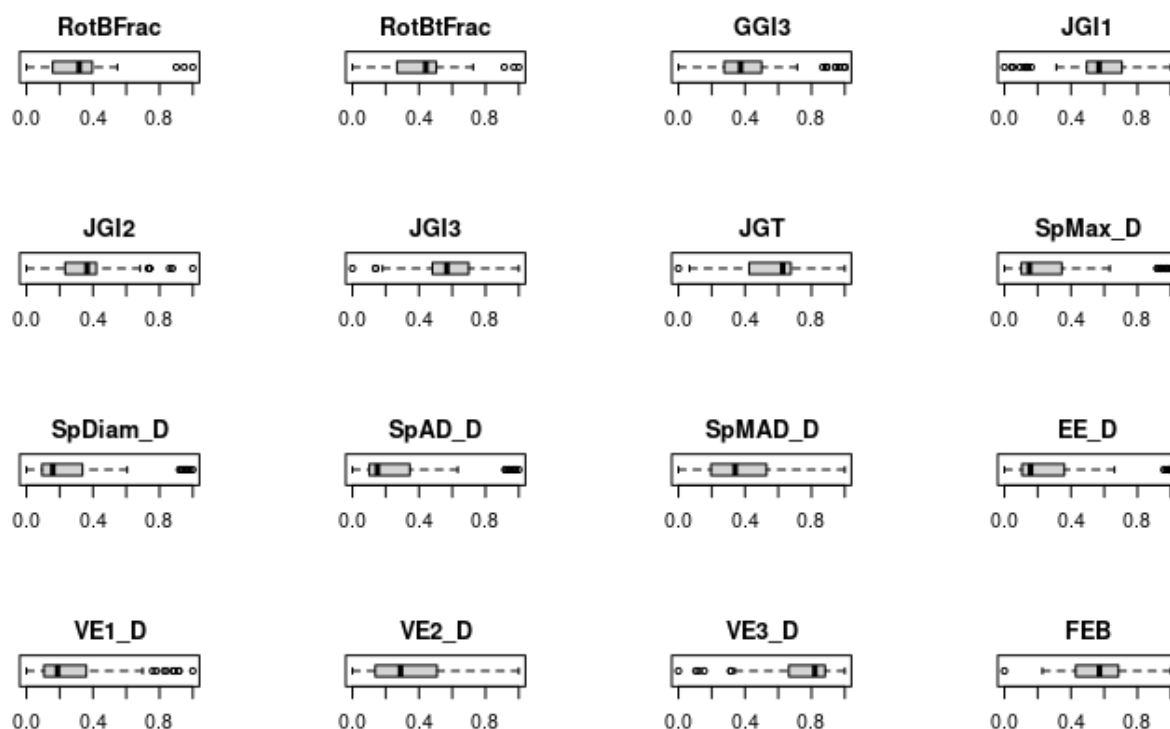 RotBFrac RotBtFrac GGI3 JGI1
0.0 0.4 0.8 0.0 0.4 0.8 0.0 0.4 0.8 0.0 0.4 0.8
JGI2 JGI3 JGT SpMax_D
0.0 0.4 0.8 0.0 0.4 0.8 0.0 0.4 0.8 0.0 0.4 0.8
SpDiam_D SpAD_D SpMAD_D EE_D
0.0 0.4 0.8 0.0 0.4 0.8 0.0 0.4 0.8 0.0 0.4 0.8
VE1_D VE2_D VE3_D FEB
0.0 0.4 0.8 0.0 0.4 0.8 0.0 0.4 0.8 0.0 0.4 0.8